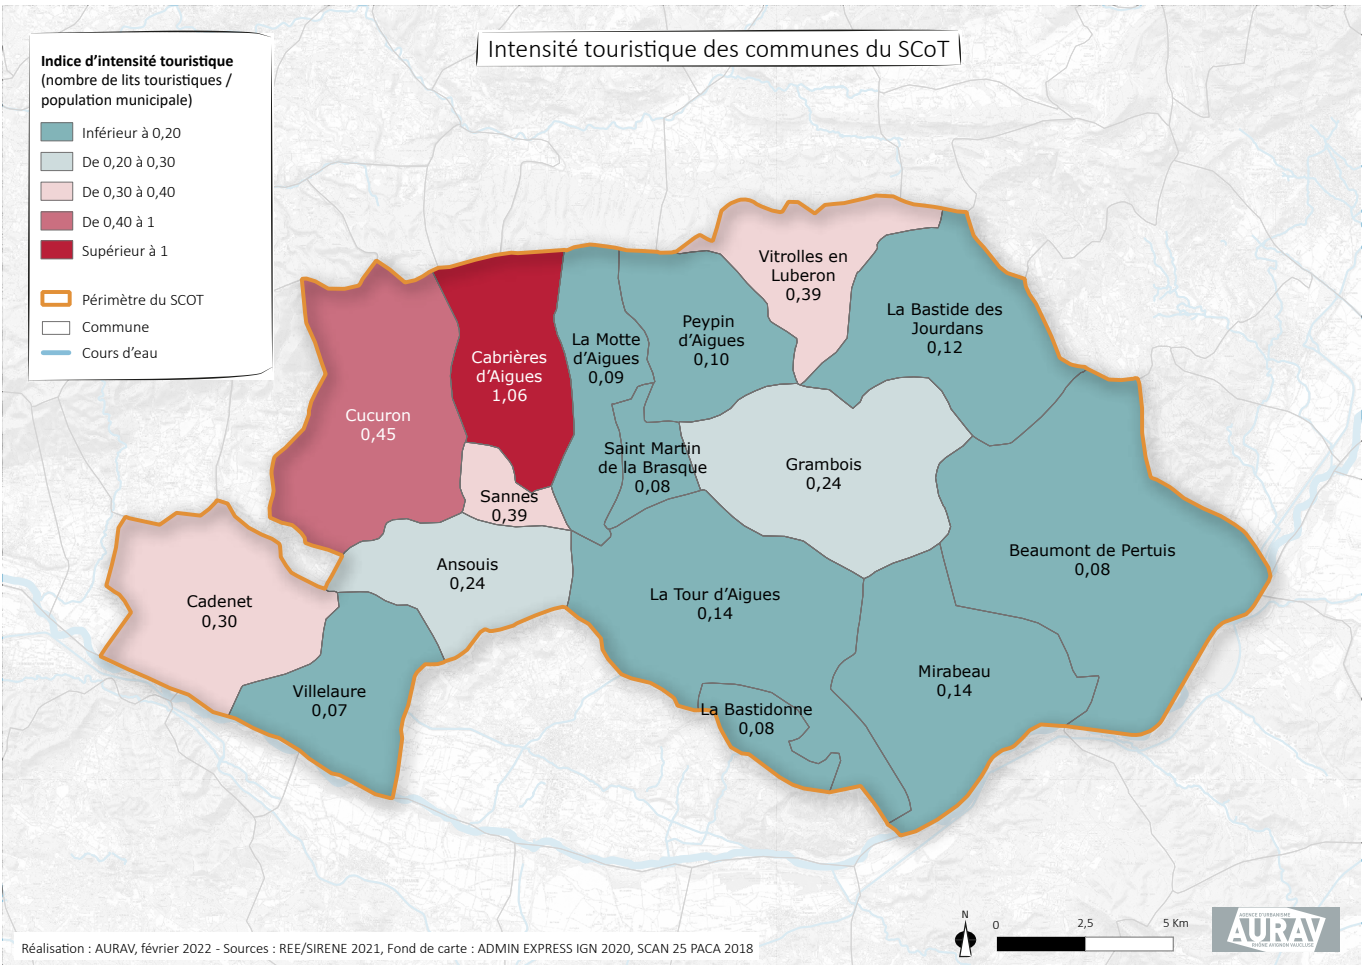 Intensité touristique des communes du SCoT
Indice d'intensité touristique
(nombre de lits touristiques /
population municipale)
Inférieur à 0,20
De 0,20 à 0,30
De 0,30 à 0,40
De 0,40 à 1
Supérieur à 1
Périmètre du SCOT
Commune
Cours d'eau
Vitrolles en
Luberon
0,39
La Bastide des
Jourdans
0,12
Peypin
d'Aigues
0,10
La Motte
d'Aigues
0,09
Cabrières
d'Aigues
1,06
Cucuron
0,45
Saint Martin
de la Brasque
0,08
Grambois
0,24
Sannes
0,39
Beaumont de Pertuis
0,08
Ansouis
0,24
La Tour d'Aigues
0,14
Cadenet
0,30
Mirabeau
0,14
Villelaure
0,07
La Bastidonne
0,08
N
0 2,5 5 Km
AGENCE D'URBANISME
AURAV
RHÔNE AVIGNON VAUCLUSE
Réalisation : AURAV, février 2022 - Sources : REE/SIRENE 2021, Fond de carte : ADMIN EXPRESS IGN 2020, SCAN 25 PACA 2018